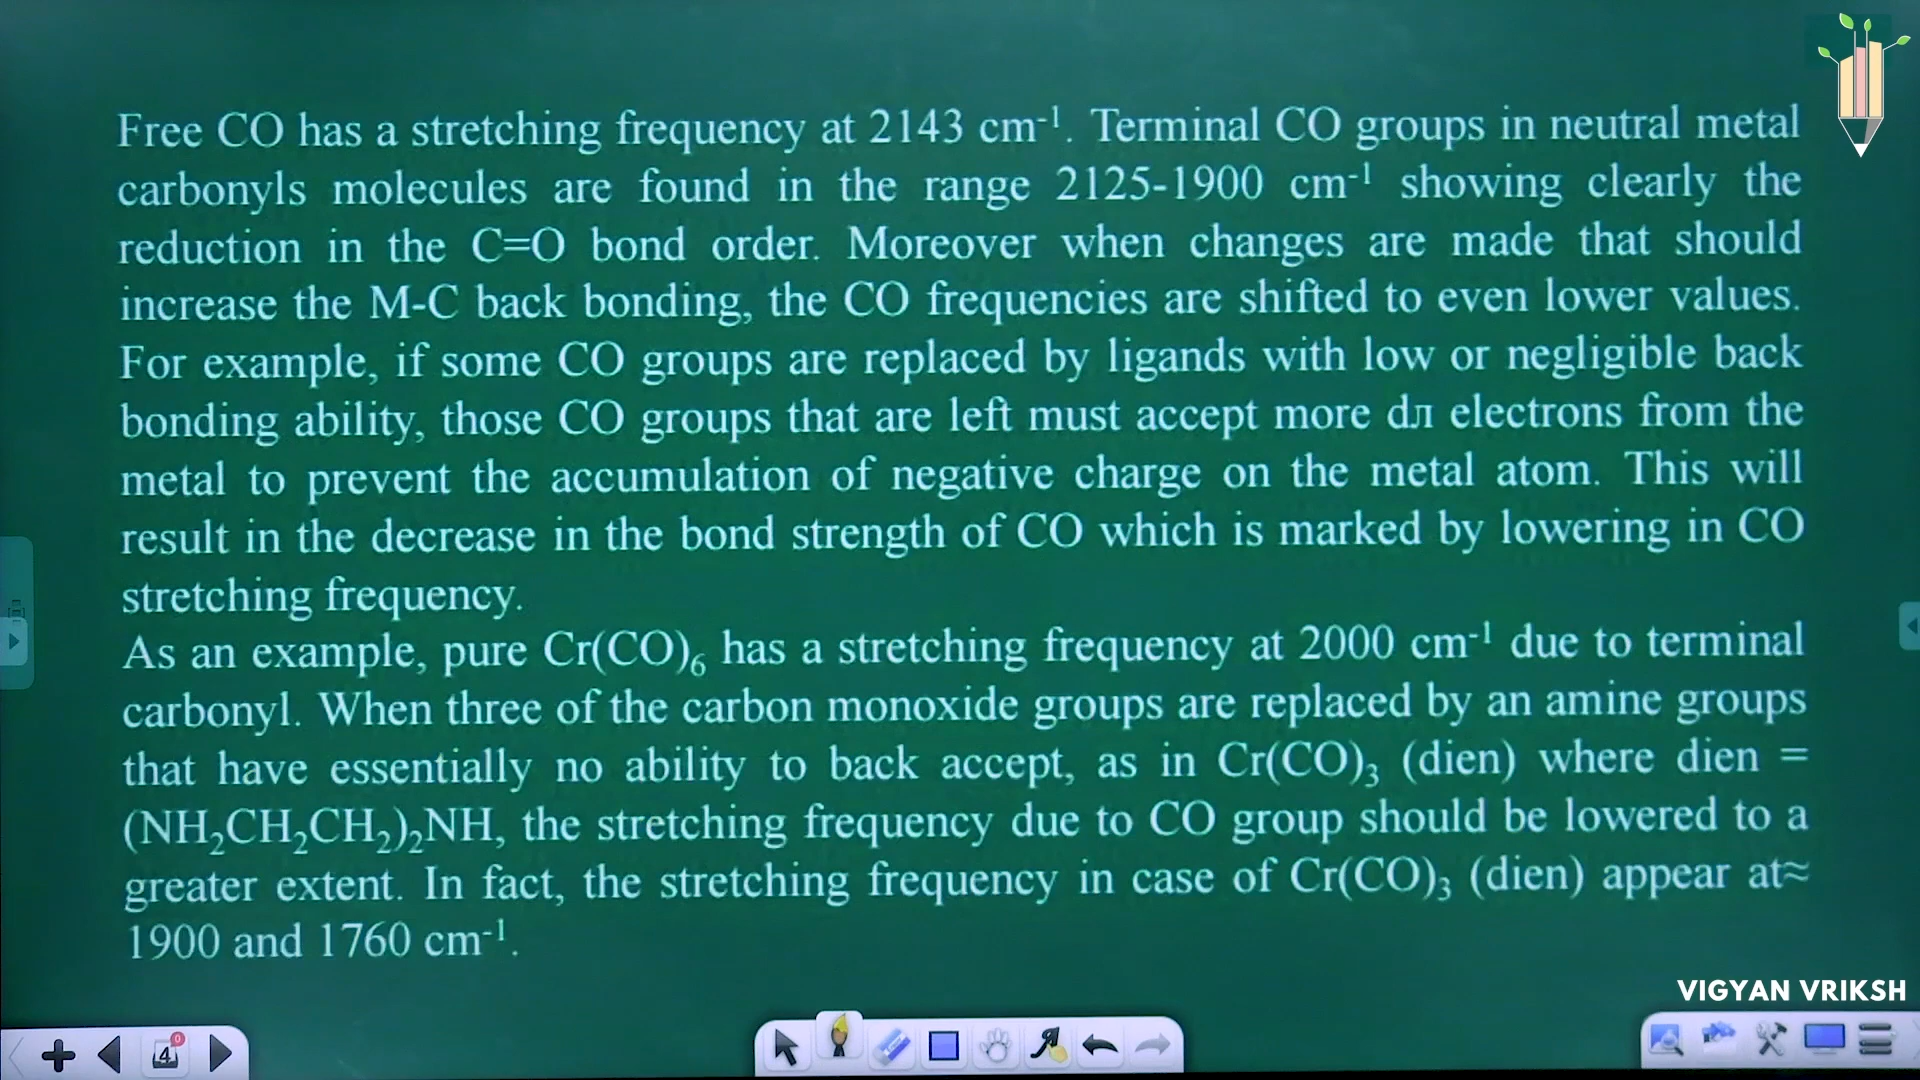 Free CO has a stretching frequency at 2143 cm⁻¹. Terminal CO groups in neutral metal
carbonyls molecules are found in the range 2125-1900 cm⁻¹ showing clearly the
reduction in the C=O bond order. Moreover when changes are made that should
increase the M-C back bonding, the CO frequencies are shifted to even lower values.
For example, if some CO groups are replaced by ligands with low or negligible back
bonding ability, those CO groups that are left must accept more dπ electrons from the
metal to prevent the accumulation of negative charge on the metal atom. This will
result in the decrease in the bond strength of CO which is marked by lowering in CO
stretching frequency.
As an example, pure Cr(CO)₆ has a stretching frequency at 2000 cm⁻¹ due to terminal
carbonyl. When three of the carbon monoxide groups are replaced by an amine groups
that have essentially no ability to back accept, as in Cr(CO)₃ (dien) where dien =
(NH₂CH₂CH₂)₂NH, the stretching frequency due to CO group should be lowered to a
greater extent. In fact, the stretching frequency in case of Cr(CO)₃ (dien) appear at≈
1900 and 1760 cm⁻¹.
VIGYAN VRIKSH
4
0